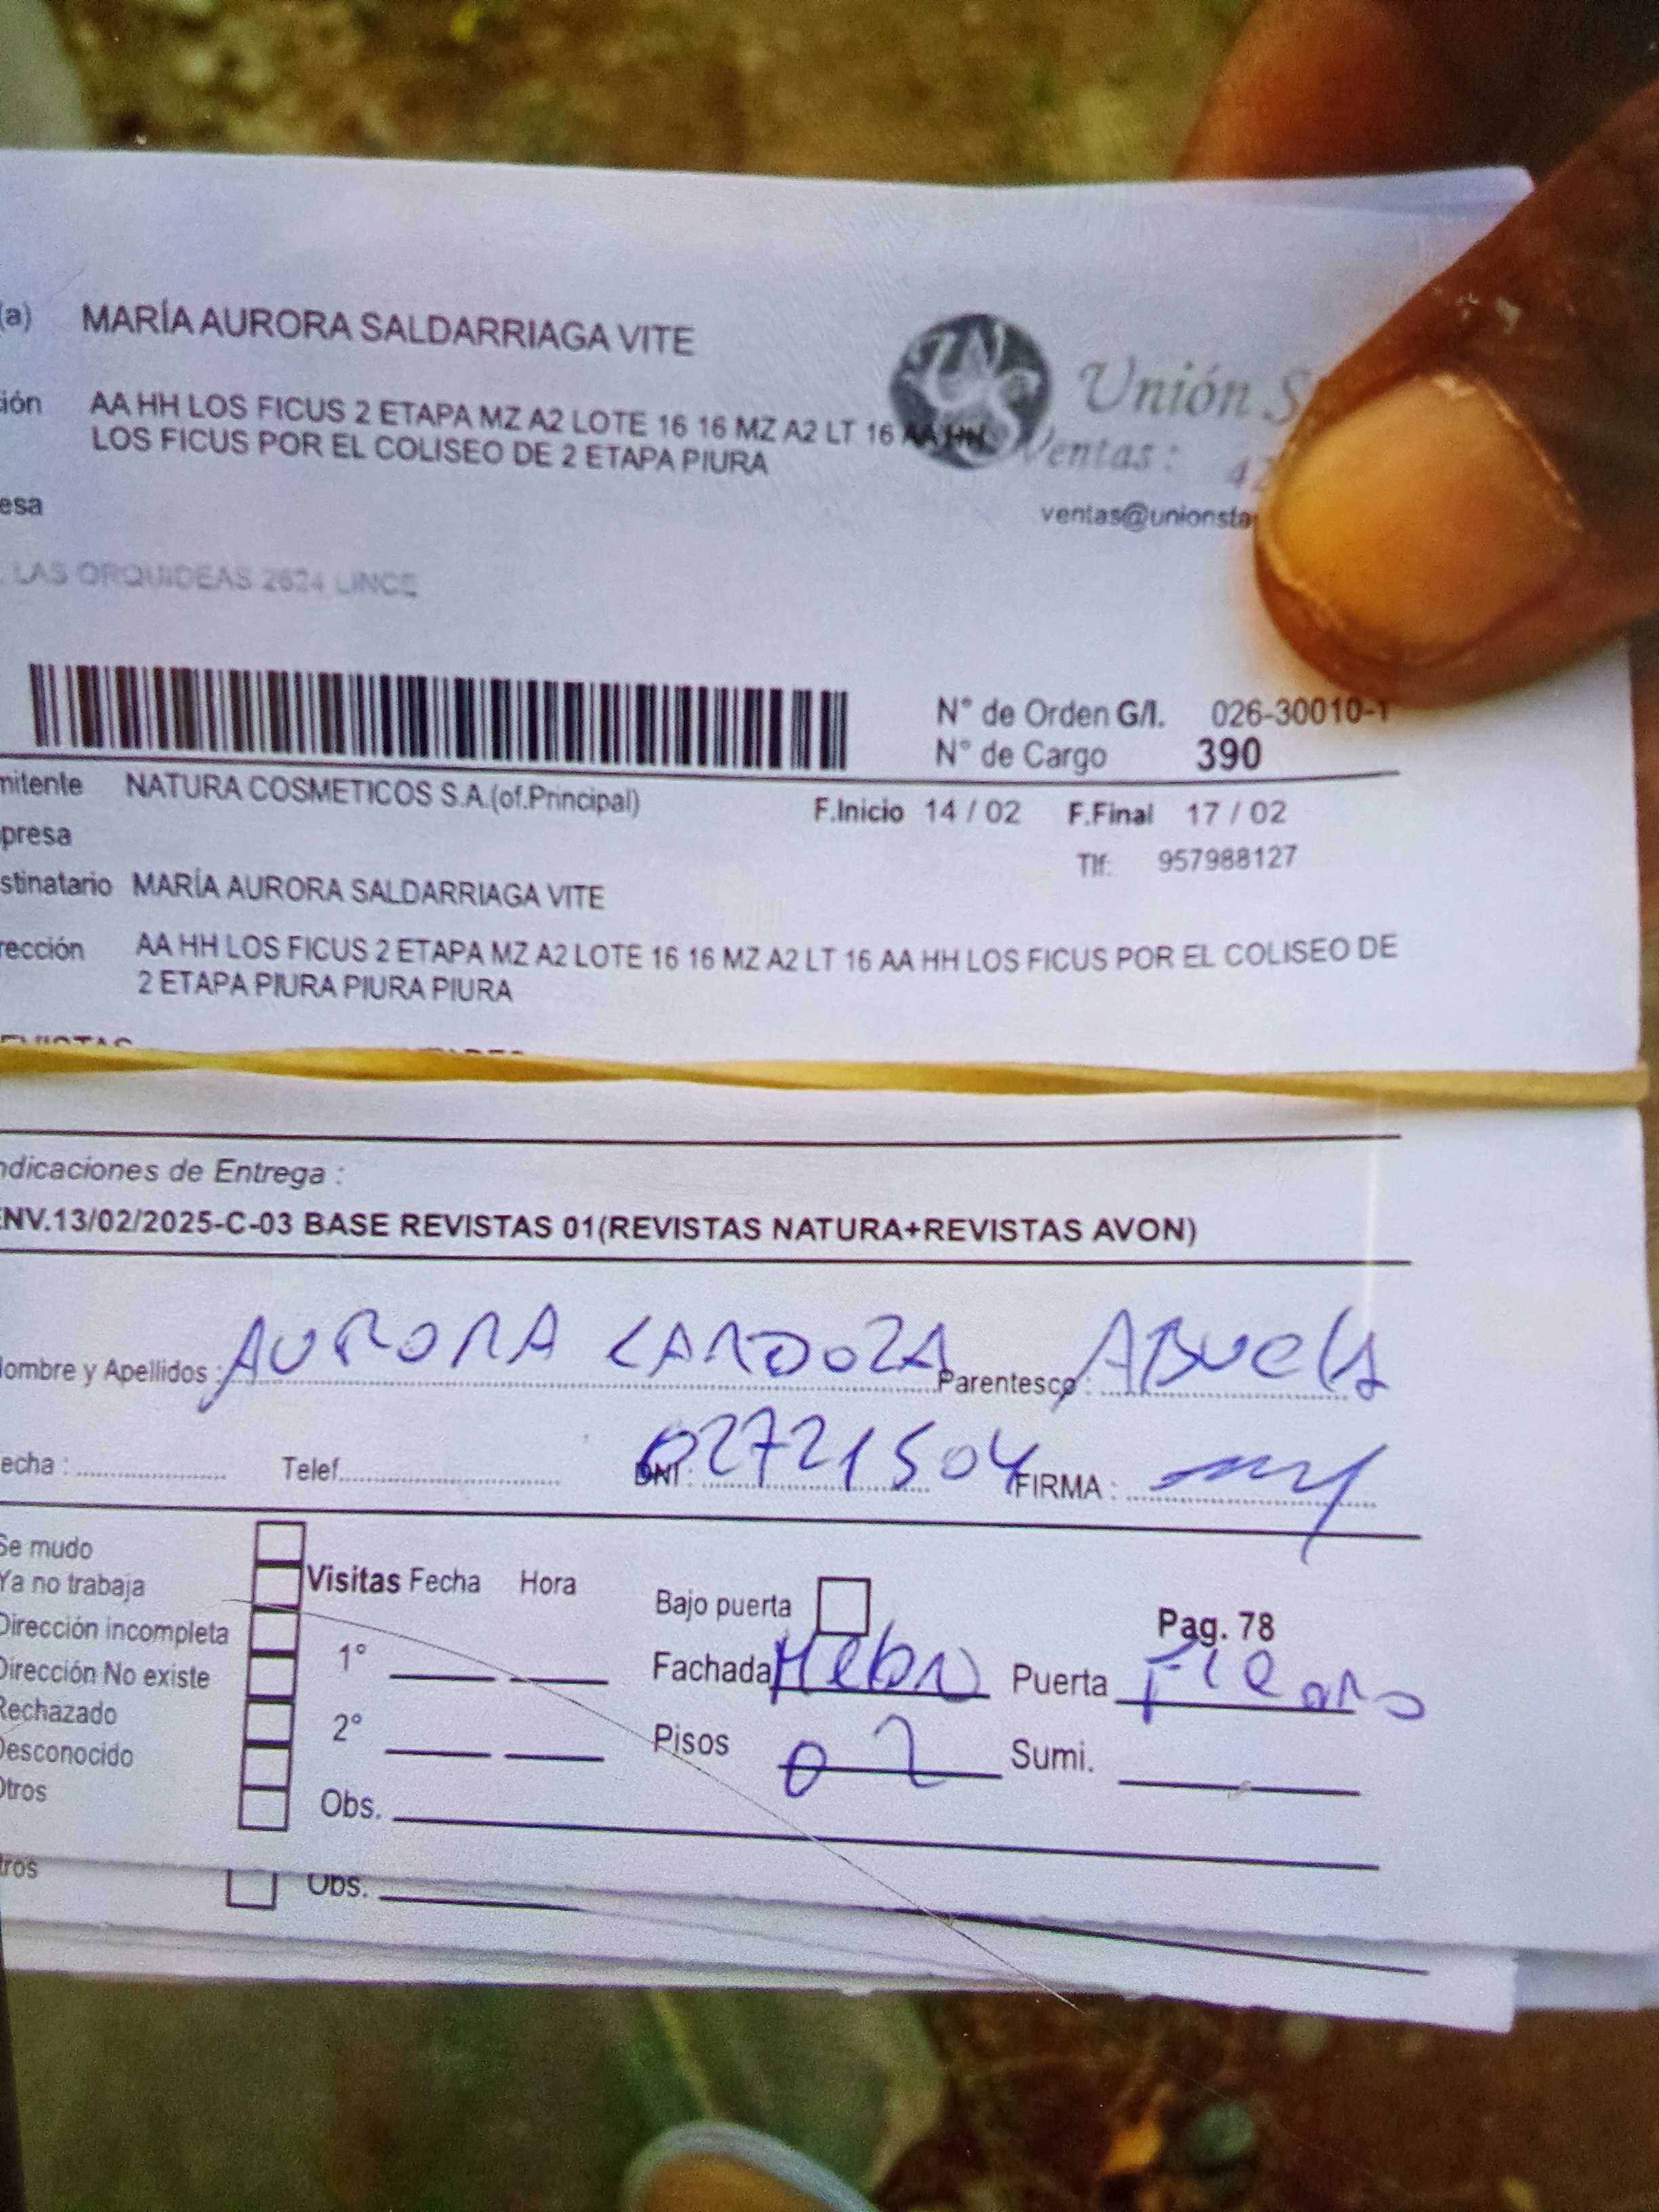 (a) MARÍA AURORA SALDARRIAGA VITE
Unión
ión AA HH LOS FICUS 2 ETAPA MZ A2 LOTE 16 16 MZ A2 LT 16 AA HH
LOS FICUS POR EL COLISEO DE 2 ETAPA PIURA
Ventas: 42
esa
ventas@unionsta
LAS ORQUIDEAS 2624 LINCE
N° de Orden G/I. 026-30010-1
N° de Cargo 390
mitente NATURA COSMETICOS S.A.(of.Principal) F.Inicio 14 / 02 F.Final 17 / 02
presa
Tlf: 957988127
stinatario MARÍA AURORA SALDARRIAGA VITE
rección AA HH LOS FICUS 2 ETAPA MZ A2 LOTE 16 16 MZ A2 LT 16 AA HH LOS FICUS POR EL COLISEO DE
2 ETAPA PIURA PIURA PIURA
ndicaciones de Entrega :
ENV.13/02/2025-C-03 BASE REVISTAS 01(REVISTAS NATURA+REVISTAS AVON)
Nombre y Apellidos : AURORA CARDOZA Parentesco : ABUELA
echa : Telef. DNI : 02721504 FIRMA :
Se mudo
Ya no trabaja
Dirección incompleta
Dirección No existe
Rechazado
Desconocido
Otros
Visitas Fecha Hora
1°
2°
Obs.
Bajo puerta Pag. 78
Fachada Puerta
Pisos 02 Sumi.
tros Obs.